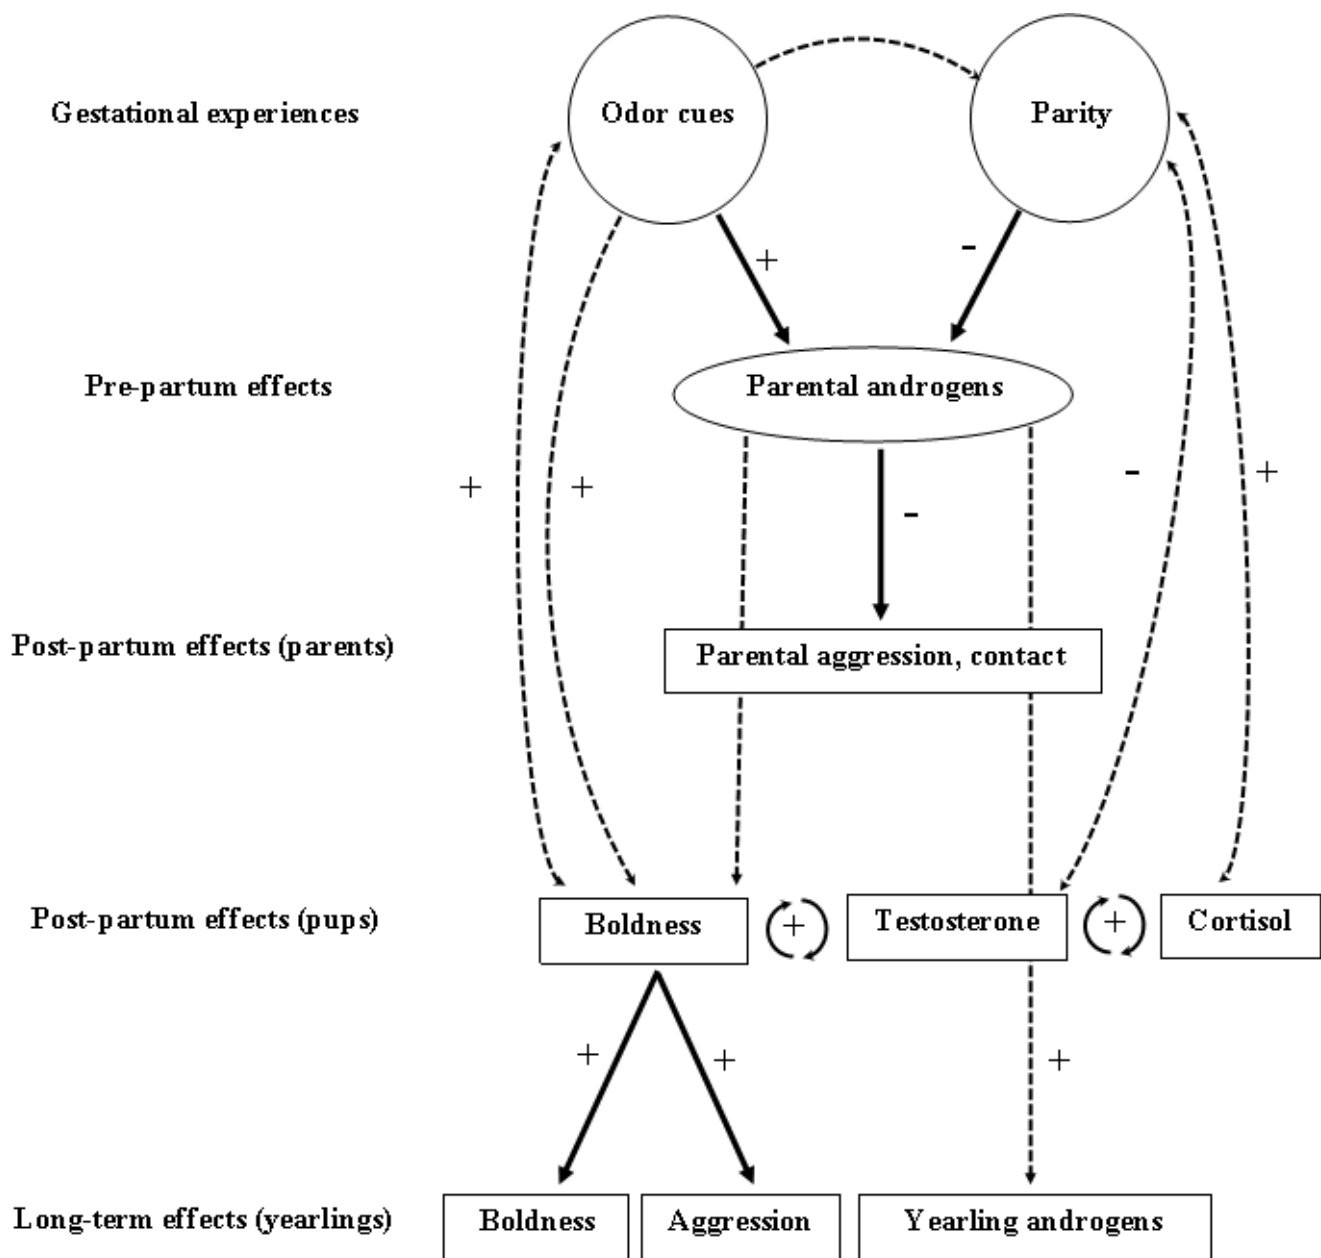 Gestational experiences
Odor cues
Parity
+
-
Pre-partum effects
Parental androgens
+
+
-
-
+
Post-partum effects (parents)
Parental aggression, contact
Post-partum effects (pups)
Boldness
+
Testosterone
+
Cortisol
+
+
+
Long-term effects (yearlings)
Boldness
Aggression
Yearling androgens